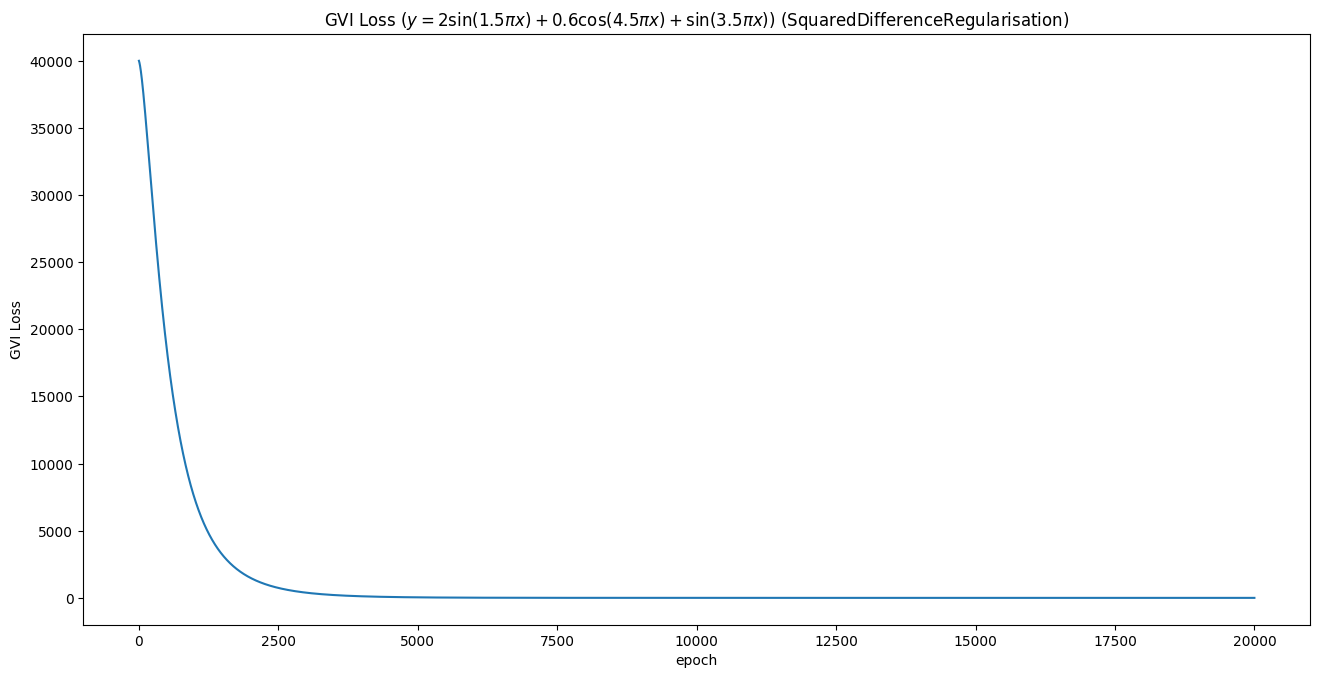 GVI Loss (y = 2sin(1.5πx) + 0.6cos(4.5πx) + sin(3.5πx)) (SquaredDifferenceRegularisation)
40000
35000
30000
25000
20000
15000
10000
5000
0
GVI Loss
0 2500 5000 7500 10000 12500 15000 17500 20000
epoch